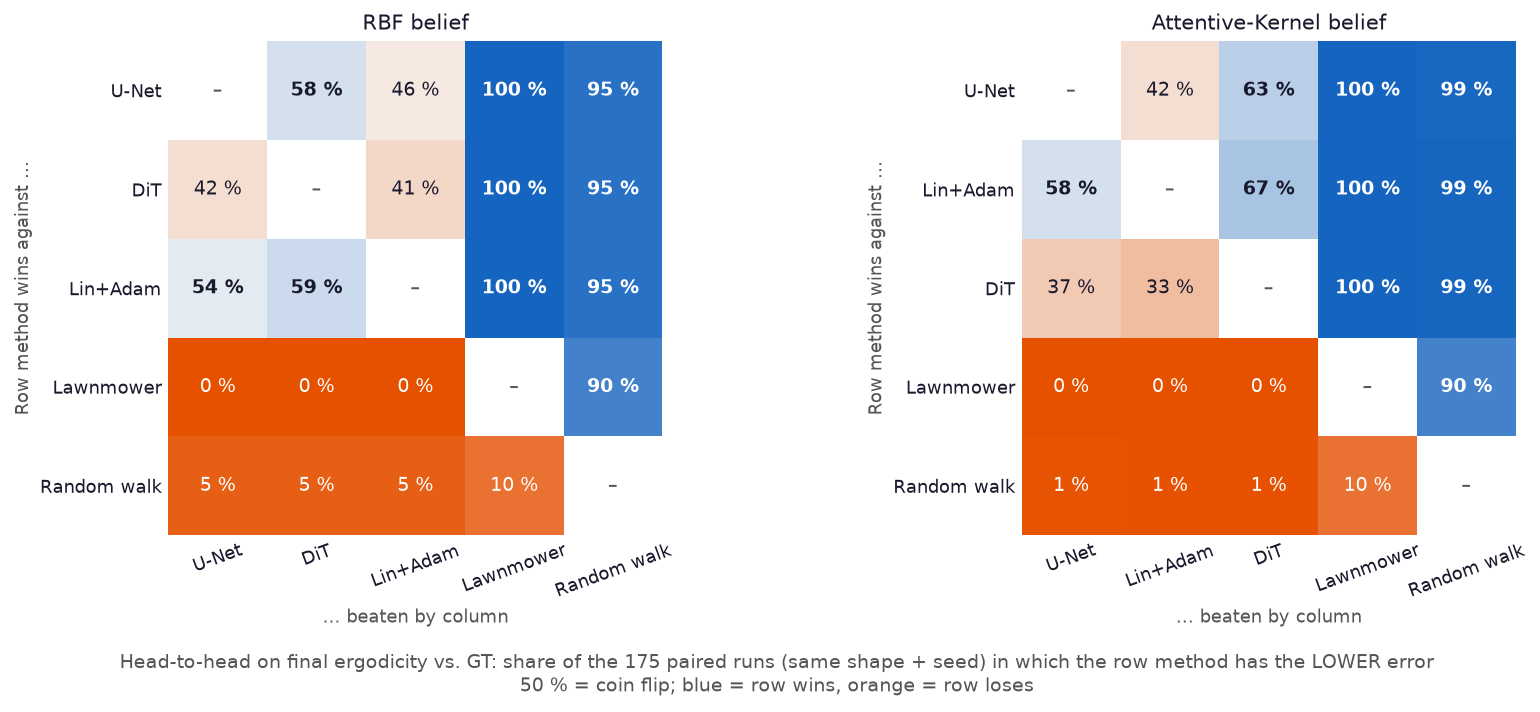 RBF belief
U-Net – 58 % 46 % 100 % 95 %
DiT 42 % – 41 % 100 % 95 %
Lin+Adam 54 % 59 % – 100 % 95 %
Lawnmower 0 % 0 % 0 % – 90 %
Random walk 5 % 5 % 5 % 10 % –
Row method wins against ...
U-Net DiT Lin+Adam Lawnmower Random walk
... beaten by column
Attentive-Kernel belief
U-Net – 42 % 63 % 100 % 99 %
Lin+Adam 58 % – 67 % 100 % 99 %
DiT 37 % 33 % – 100 % 99 %
Lawnmower 0 % 0 % 0 % – 90 %
Random walk 1 % 1 % 1 % 10 % –
Row method wins against ...
U-Net Lin+Adam DiT Lawnmower Random walk
... beaten by column
Head-to-head on final ergodicity vs. GT: share of the 175 paired runs (same shape + seed) in which the row method has the LOWER error
50 % = coin flip; blue = row wins, orange = row loses